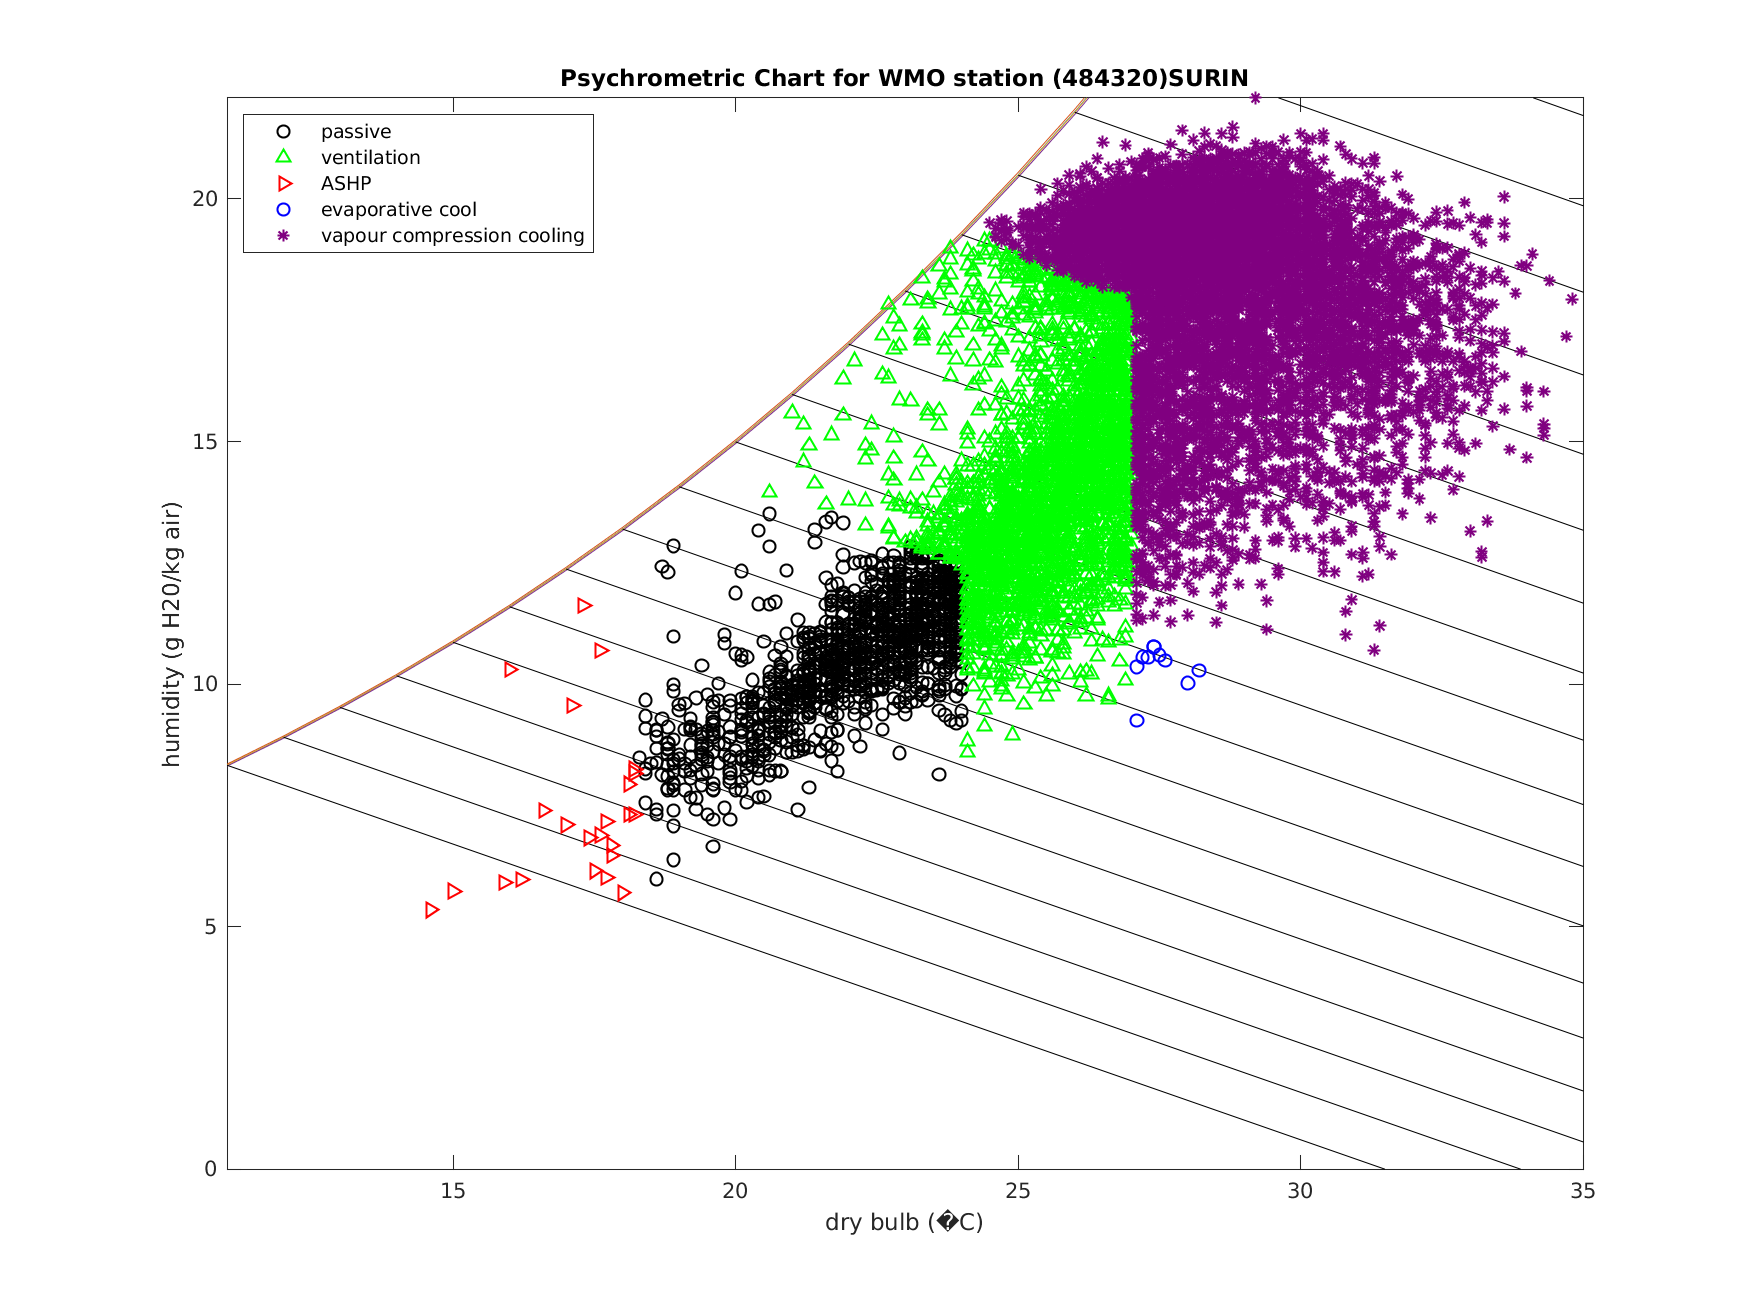 Psychrometric Chart for WMO station (484320)SURIN
passive
ventilation
ASHP
evaporative cool
vapour compression cooling
humidity (g H20/kg air)
20
15
10
5
0
15
20
25
30
35
dry bulb (�C)